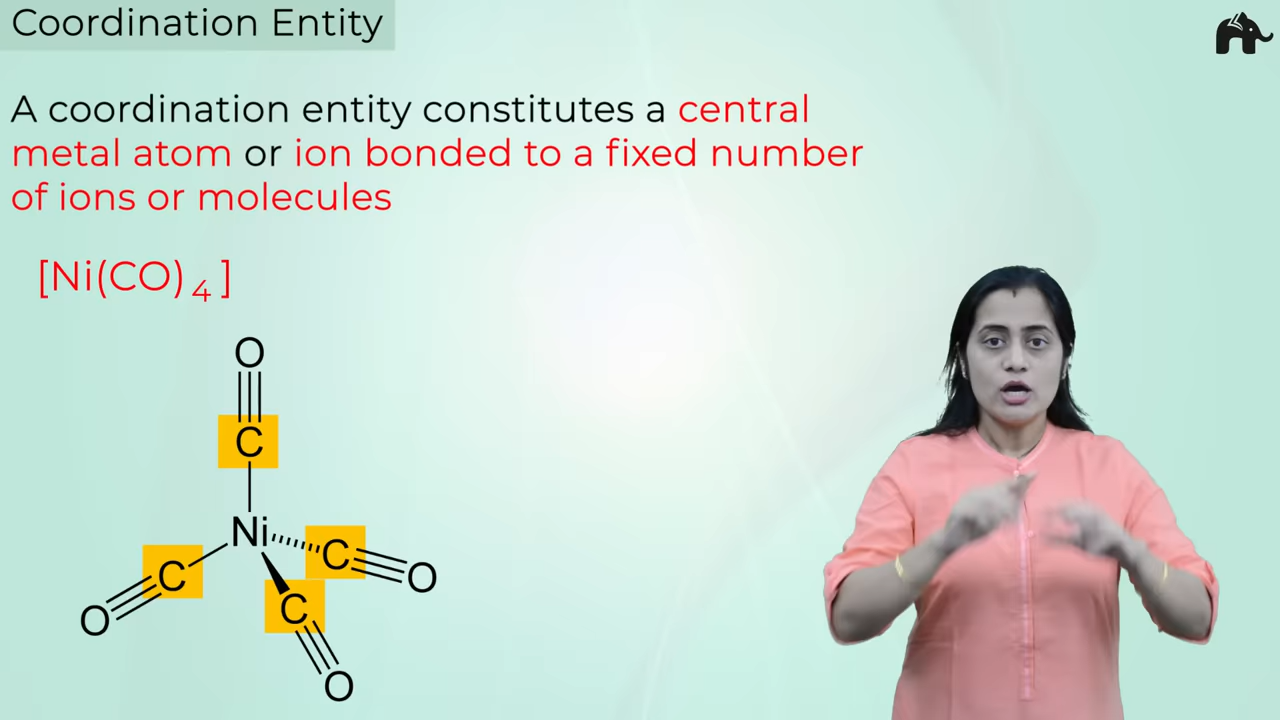 Coordination Entity
A coordination entity constitutes a central
metal atom or ion bonded to a fixed number
of ions or molecules
[Ni(CO)4]
O
C
Ni
C
C
O
C
O
O